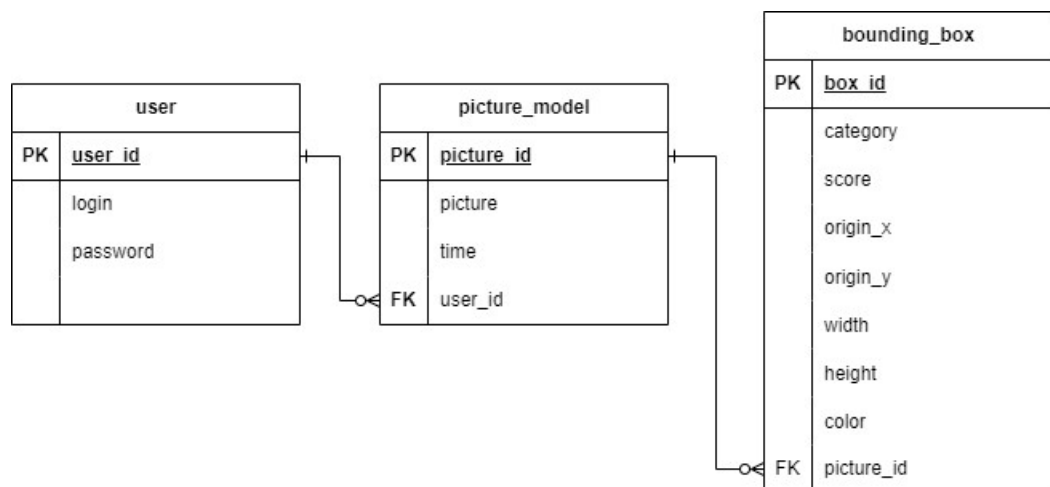 user
PK user_id
login
password
picture_model
PK picture_id
picture
time
FK user_id
bounding_box
PK box_id
category
score
origin_x
origin_y
width
height
color
FK picture_id